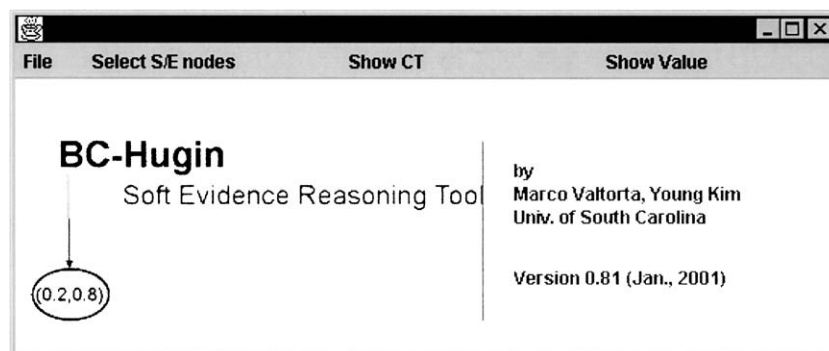 File Select S/E nodes Show CT Show Value
BC-Hugin
Soft Evidence Reasoning Tool
(0.2,0.8)
by
Marco Valtorta, Young Kim
Univ. of South Carolina
Version 0.81 (Jan., 2001)